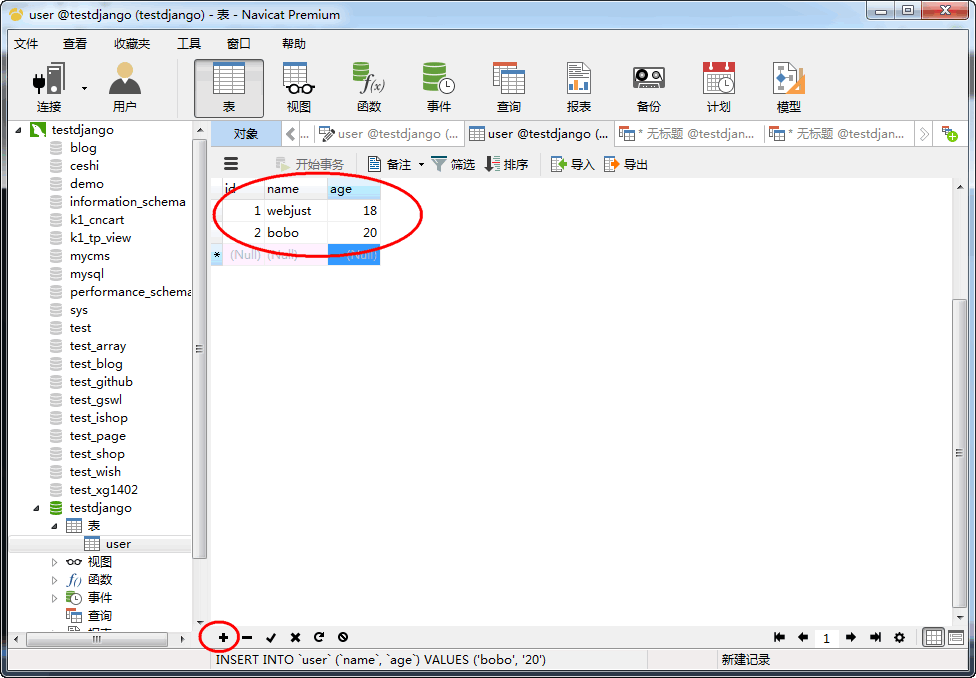 user @testdjango (testdjango) - 表 - Navicat Premium
文件 查看 收藏夹 工具 窗口 帮助
连接 用户 表 视图 函数 事件 查询 报表 备份 计划 模型
testdjango
blog
ceshi
demo
information_schema
k1_cncart
k1_tp_view
mycms
mysql
performance_schema
sys
test
test_array
test_blog
test_github
test_gswl
test_ishop
test_page
test_shop
test_wish
test_xg1402
testdjango
表
user
视图
f() 函数
事件
查询
对象 ... user @testdjango (... user @testdjango (... * 无标题 @testdjan... * 无标题 @testdjan...
开始事务 备注 筛选 排序 导入 导出
id name age
1 webjust 18
2 bobo 20
* (Null) (Null) (Null)
1
INSERT INTO `user` (`name`, `age`) VALUES ('bobo', '20') 新建记录